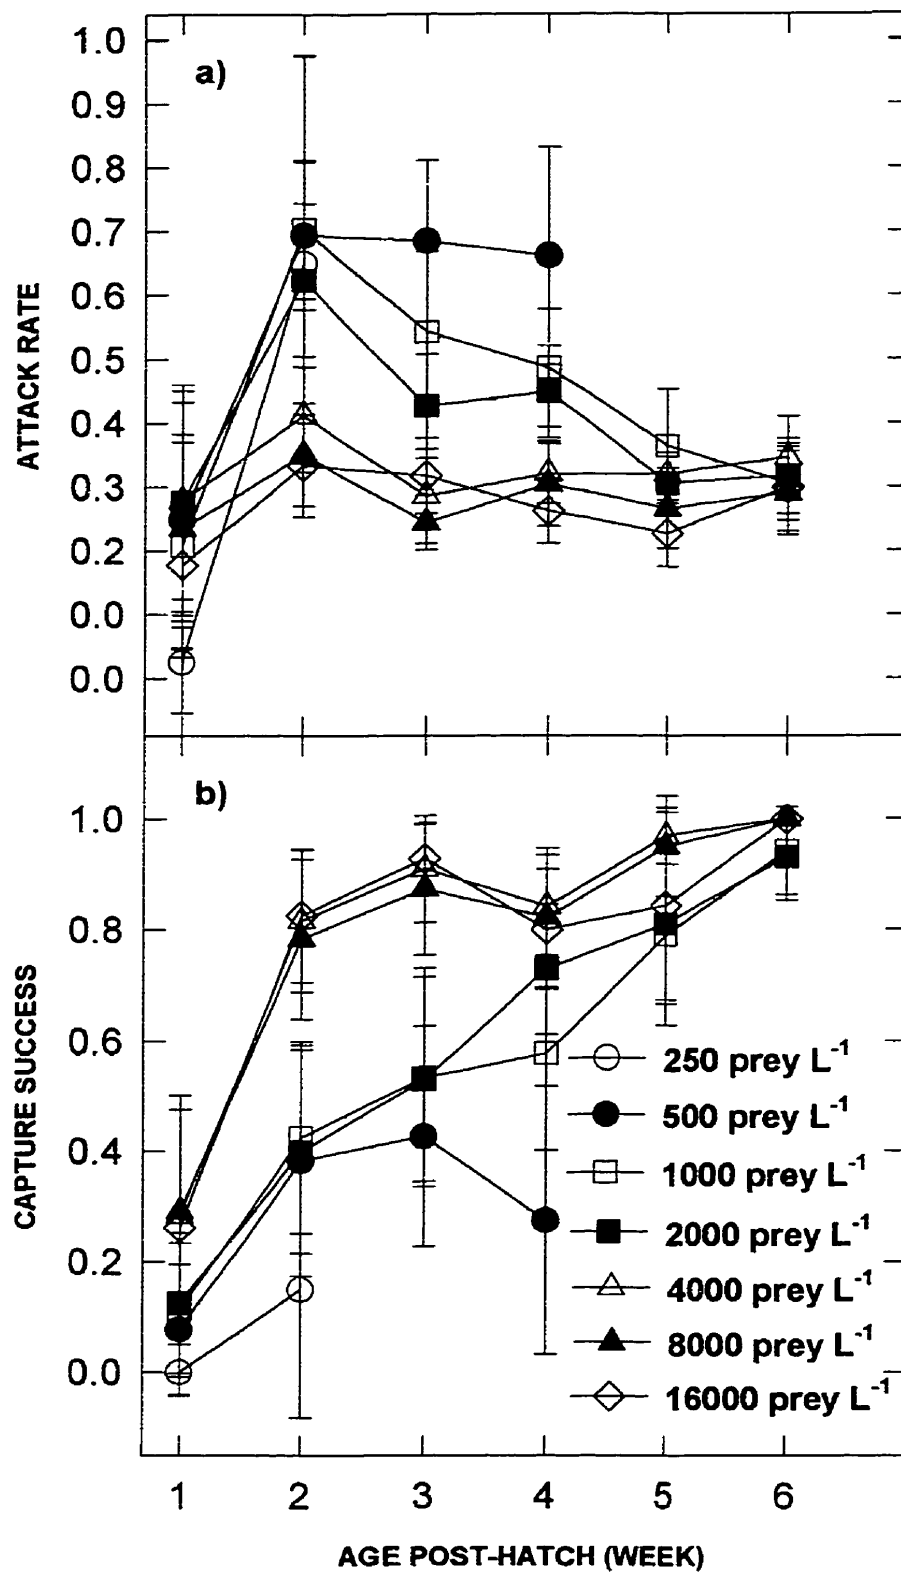 a)
1.0
0.9
0.8
0.7
0.6
0.5
0.4
0.3
0.2
0.0
0.0
ATTACK RATE
b)
1.0
0.8
0.6
0.4
0.2
0.0
CAPTURE SUCCESS
250 prey L⁻¹
500 prey L⁻¹
1000 prey L⁻¹
2000 prey L⁻¹
4000 prey L⁻¹
8000 prey L⁻¹
16000 prey L⁻¹
1 2 3 4 5 6
AGE POST-HATCH (WEEK)